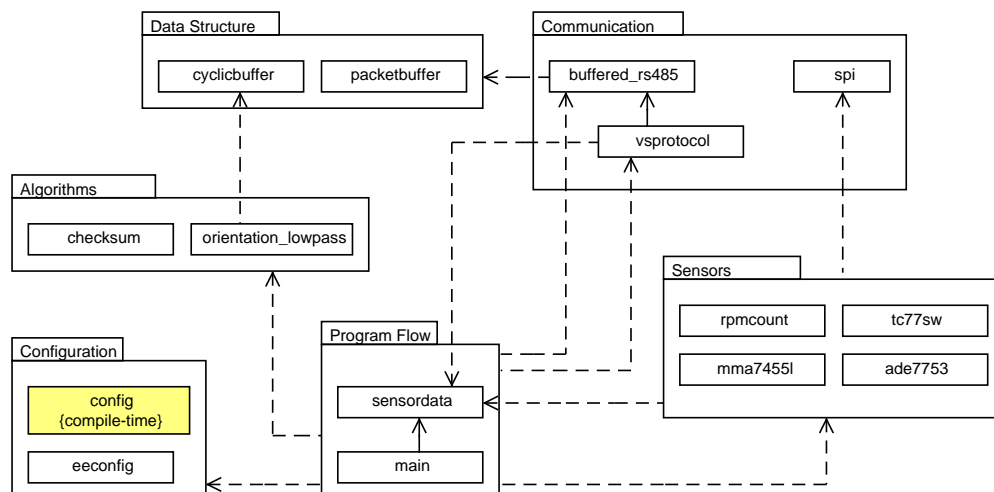 Data Structure
cyclicbuffer
packetbuffer
Communication
buffered_rs485
spi
vsprotocol
Algorithms
checksum
orientation_lowpass
Sensors
rpmcount
tc77sw
mma7455l
ade7753
Configuration
config
{compile-time}
eeconfig
Program Flow
sensordata
main